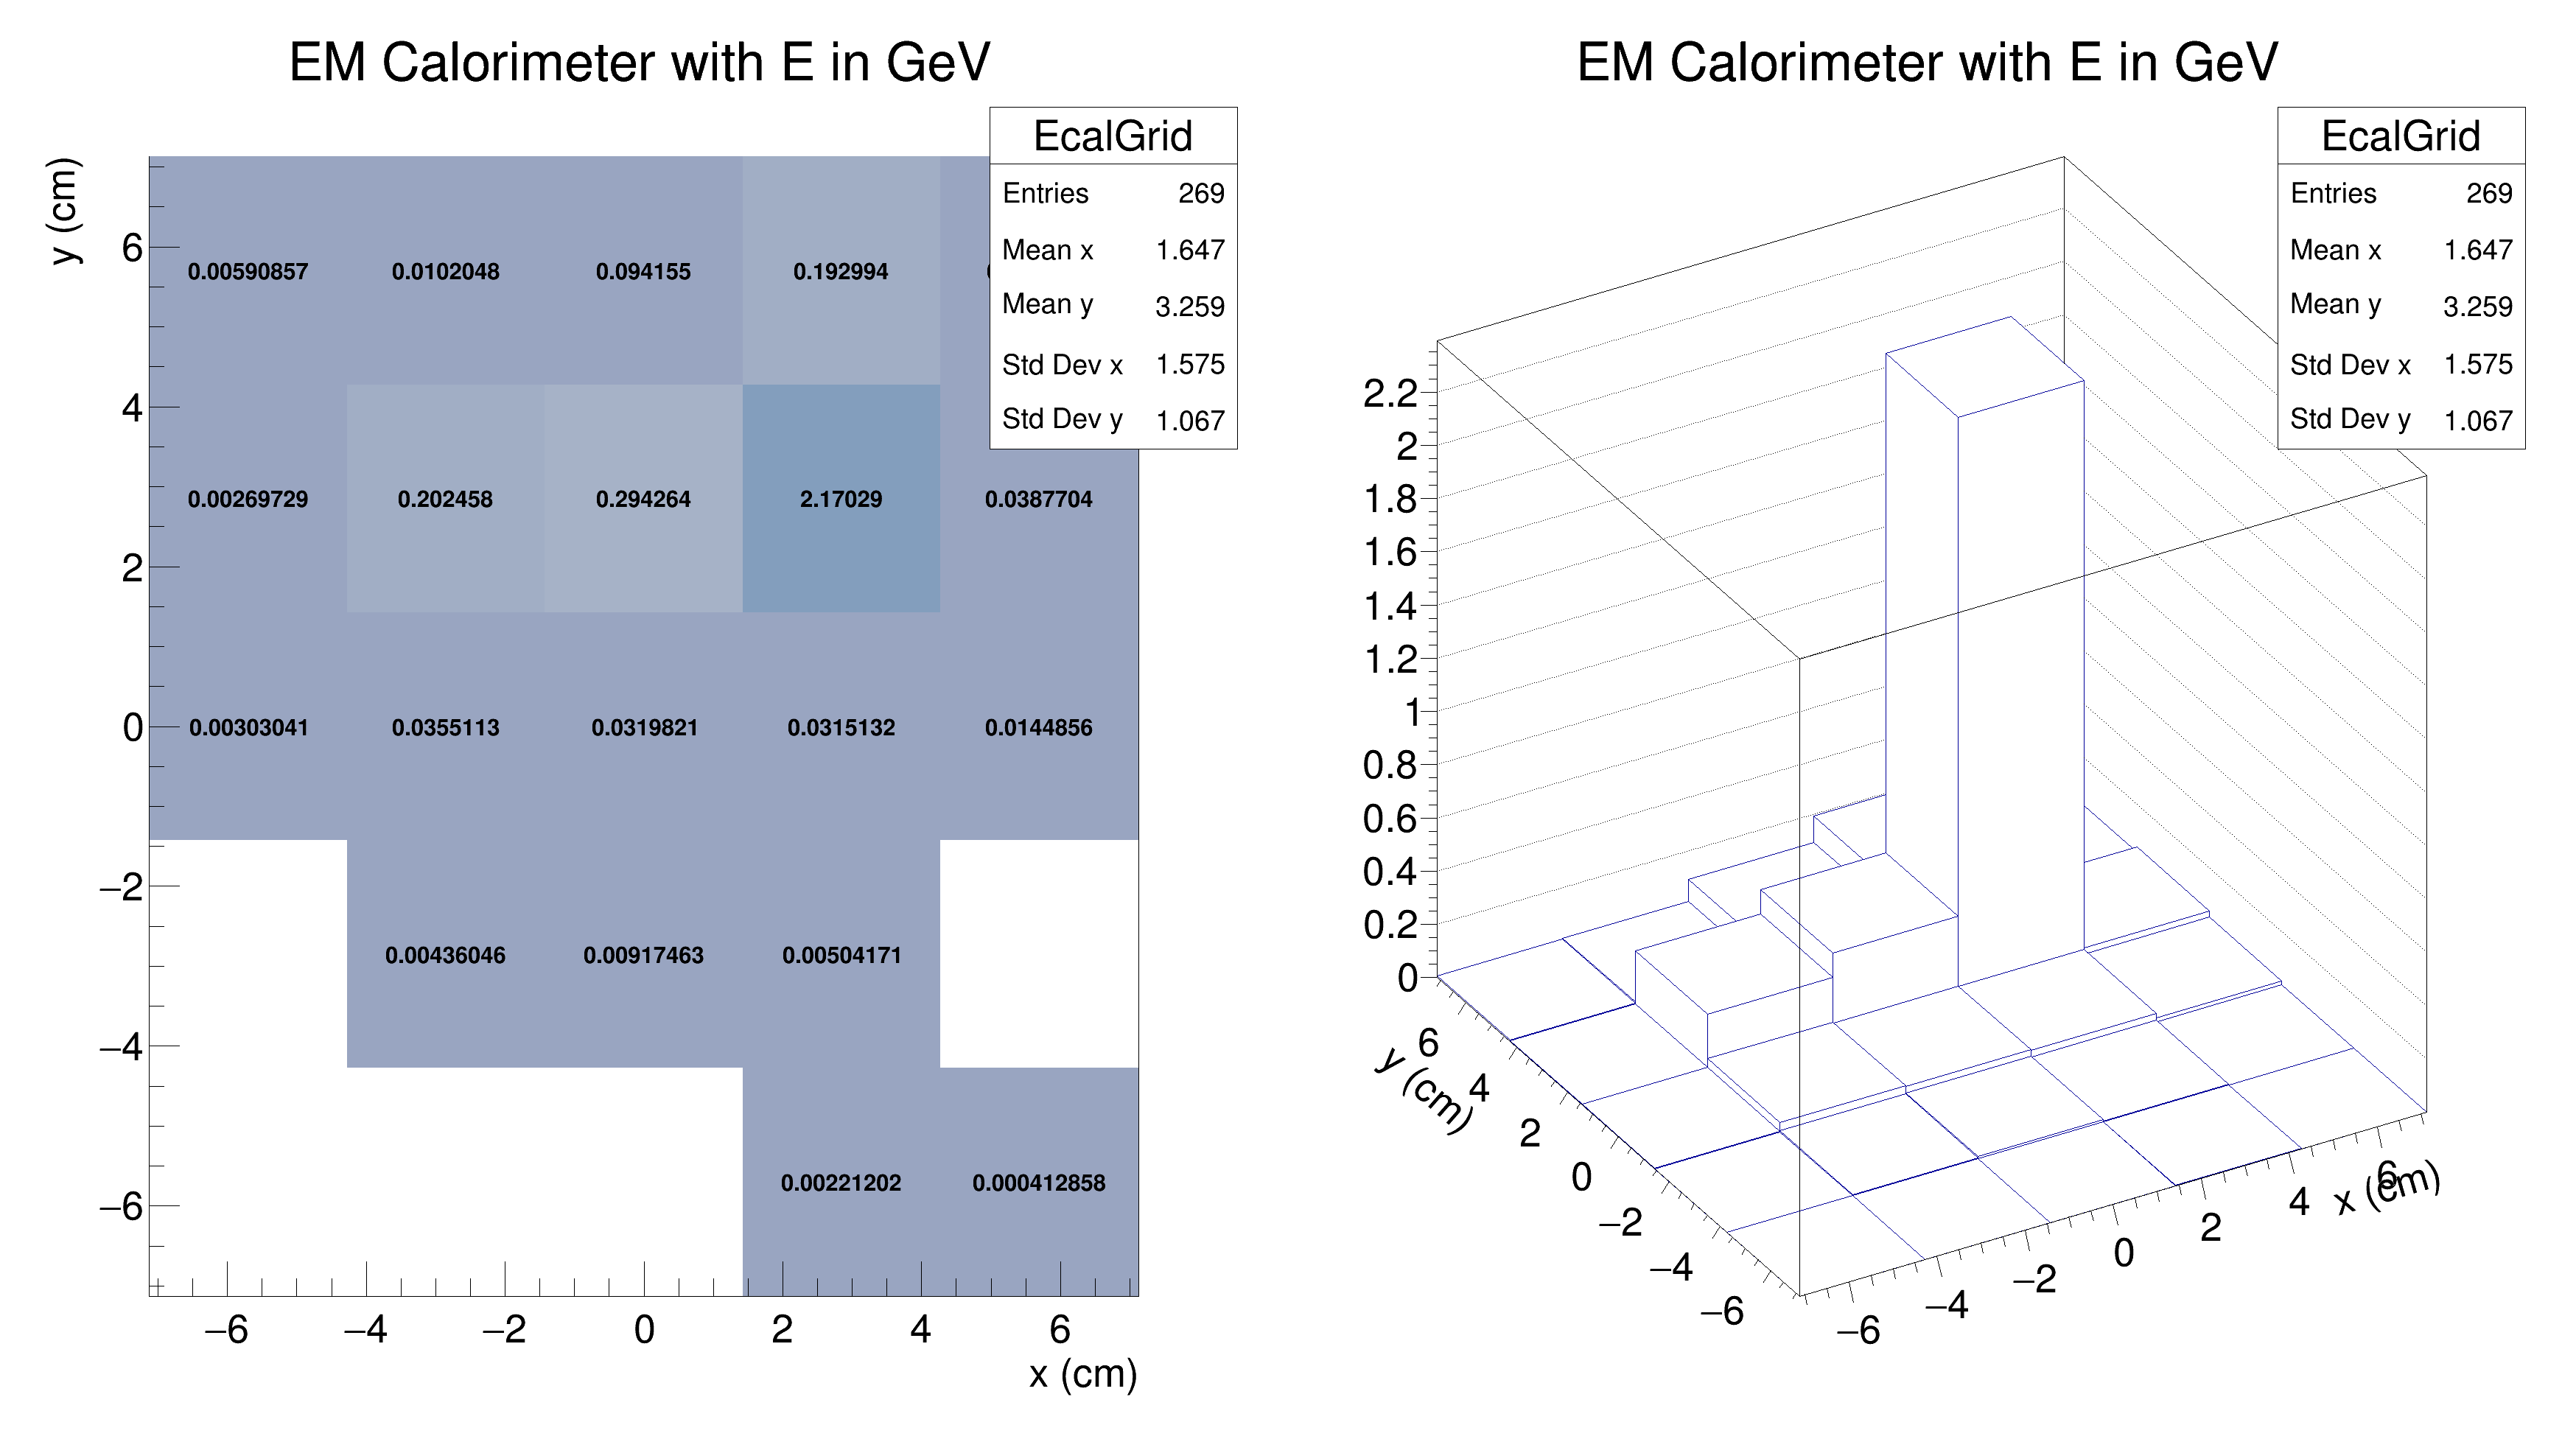 EM Calorimeter with E in GeV
EcalGrid
Entries 269
Mean x 1.647
Mean y 3.259
Std Dev x 1.575
Std Dev y 1.067
y (cm)
6
4
2
0
−2
−4
−6
0.00590857 0.0102048 0.094155 0.192994
0.00269729 0.202458 0.294264 2.17029 0.0387704
0.00303041 0.0355113 0.0319821 0.0315132 0.0144856
0.00436046 0.00917463 0.00504171
0.00221202 0.000412858
−6 −4 −2 0 2 4 6
x (cm)
EM Calorimeter with E in GeV
EcalGrid
Entries 269
Mean x 1.647
Mean y 3.259
Std Dev x 1.575
Std Dev y 1.067
2.2
2
1.8
1.6
1.4
1.2
1
0.8
0.6
0.4
0.2
0
y (cm)
6
4
2
0
−2
−4
−6
−6 −4 −2 0 2 4 6
x (cm)